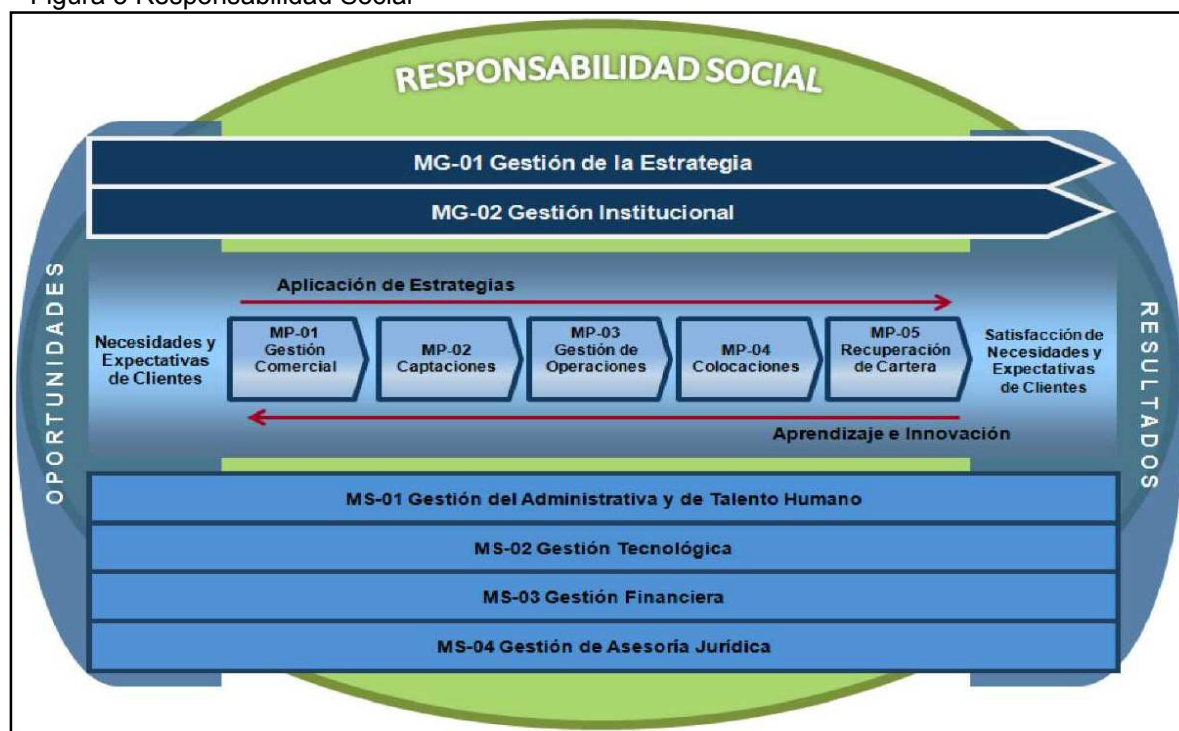 Figura 3 Responsabilidad Social
RESPONSABILIDAD SOCIAL
MG-01 Gestión de la Estrategia
MG-02 Gestión Institucional
OPORTUNIDADES
Aplicación de Estrategias
Necesidades y
Expectativas
de Clientes
MP-01
Gestión
Comercial
MP-02
Captaciones
MP-03
Gestión de
Operaciones
MP-04
Colocaciones
MP-05
Recuperación
de Cartera
Satisfacción de
Necesidades y
Expectativas
de Clientes
Aprendizaje e Innovación
RESULTADOS
MS-01 Gestión del Administrativa y de Talento Humano
MS-02 Gestión Tecnológica
MS-03 Gestión Financiera
MS-04 Gestión de Asesoría Jurídica